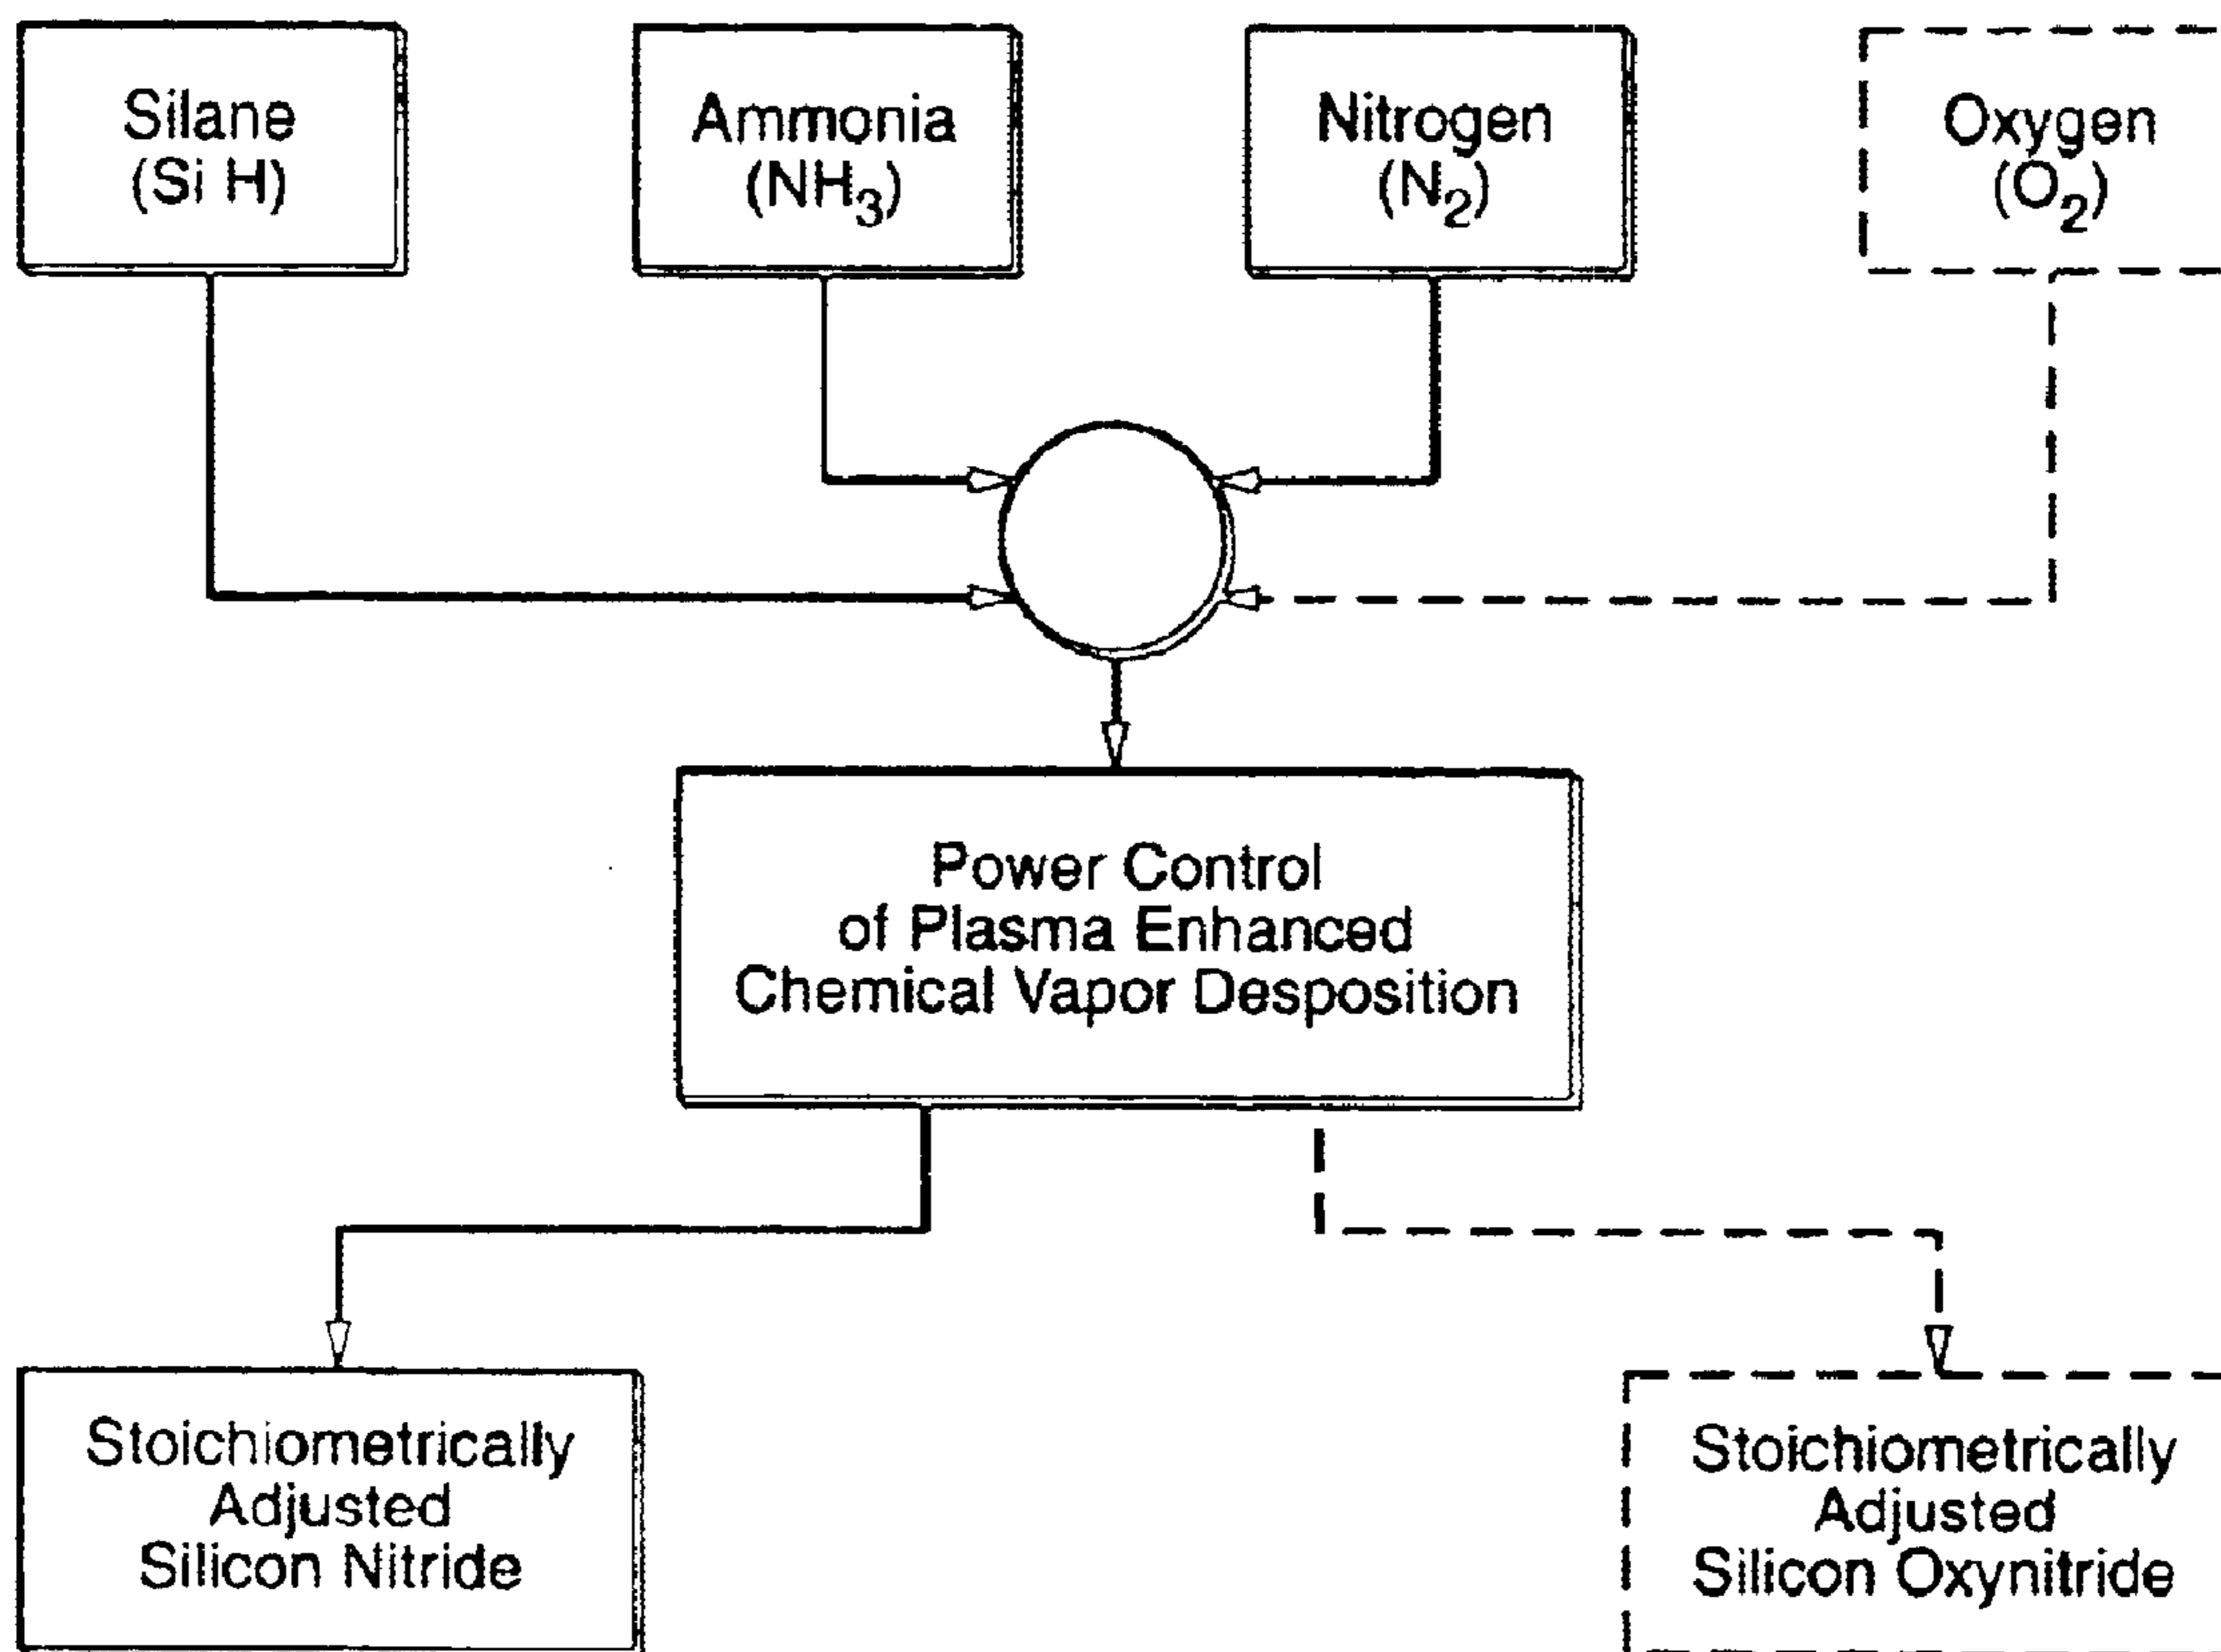 Silane
(Si H)
Ammonia
(NH₃)
Nitrogen
(N₂)
Oxygen
(O₂)
Power Control
of Plasma Enhanced
Chemical Vapor Desposition
Stoichiometrically
Adjusted
Silicon Nitride
Stoichiometrically
Adjusted
Silicon Oxynitride